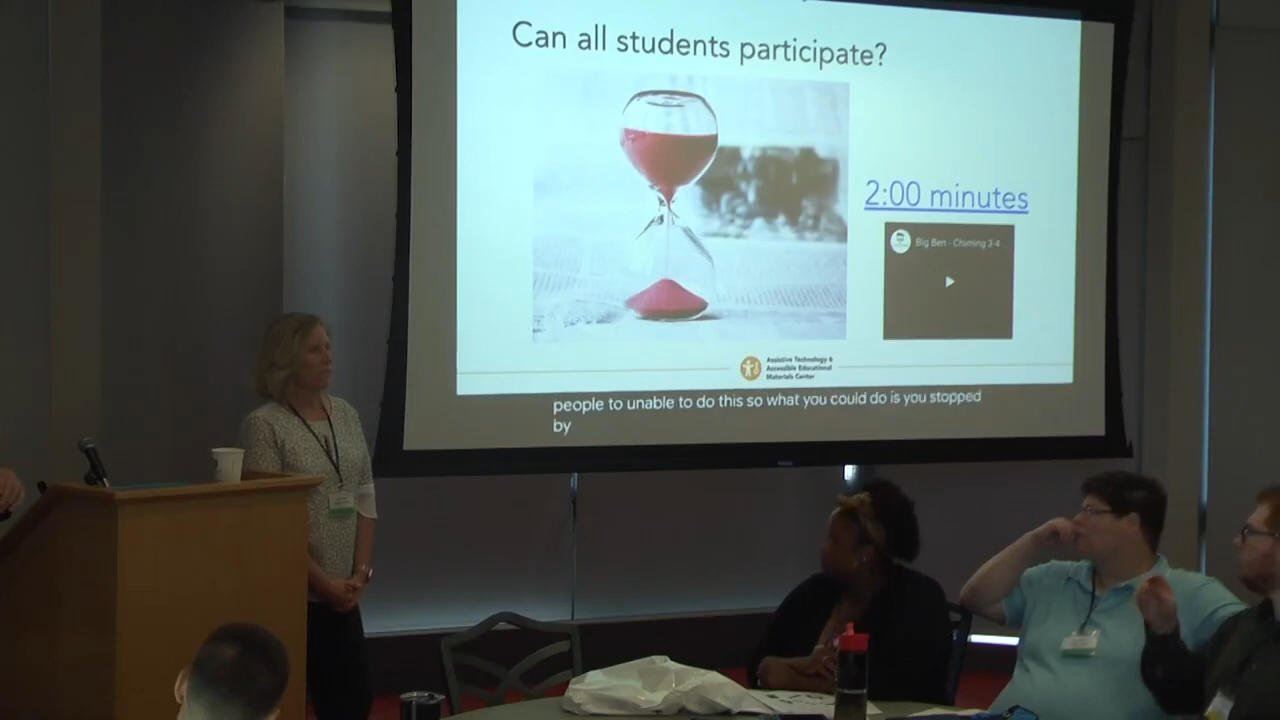 Can all students participate?
2:00 minutes
Big Ben - Chiming 3-4
Assistive Technology &
Accessible Educational
Materials Center
people to unable to do this so what you could do is you stopped
by